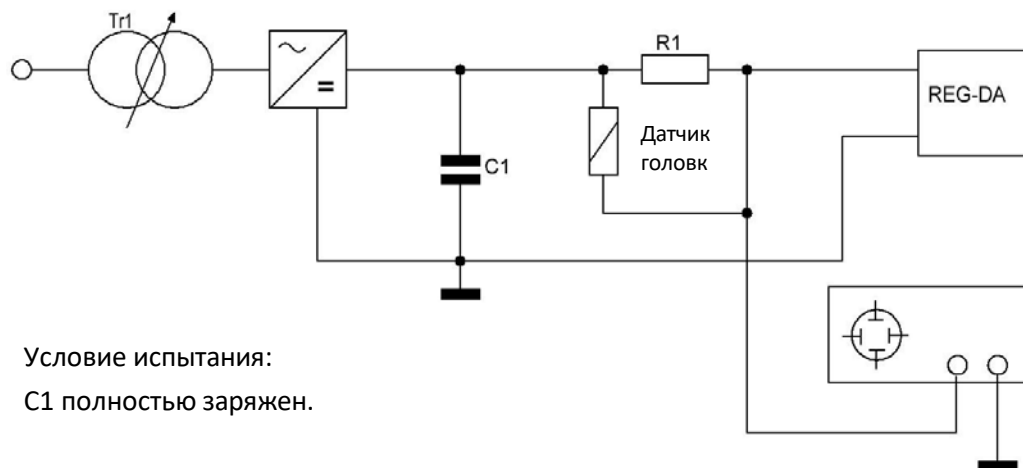 Tr1
R1
REG-DA
Датчик
головк
C1
Условие испытания:
C1 полностью заряжен.